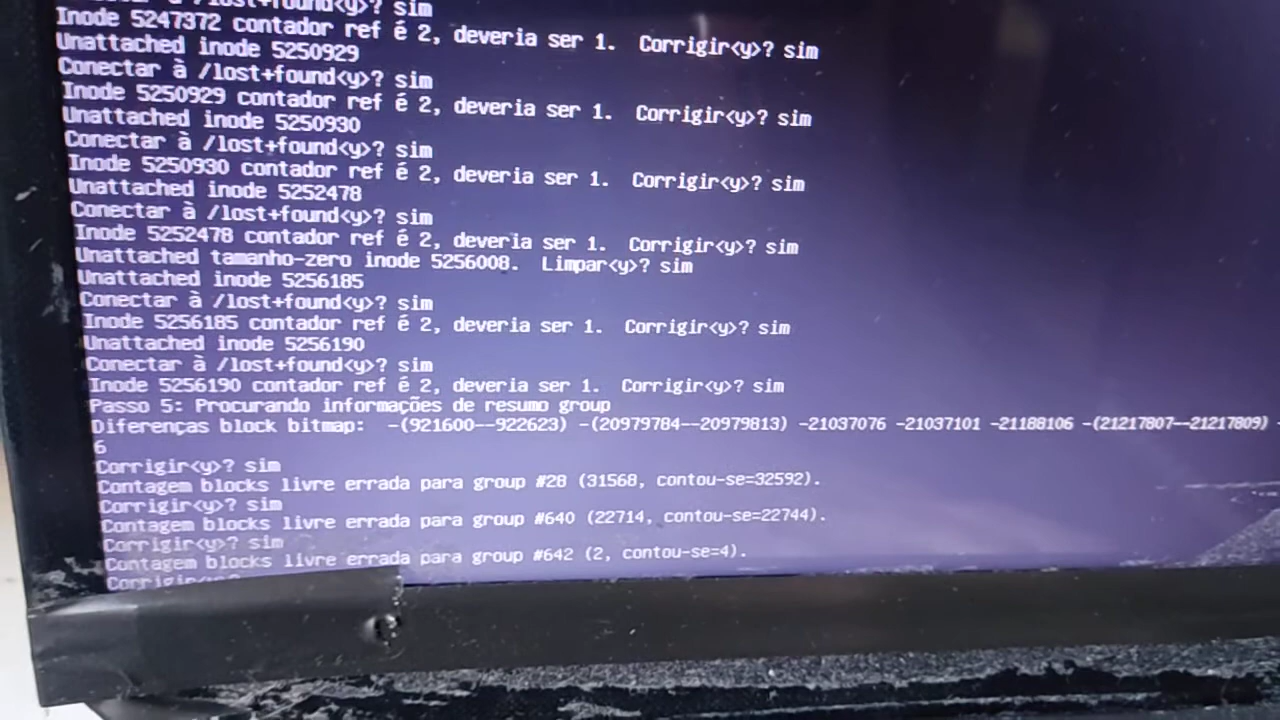 /lost+found<y>? sim
Inode 5247372 contador ref é 2, deveria ser 1.  Corrigir<y>? sim
Unattached inode 5250929
Conectar à /lost+found<y>? sim
Inode 5250929 contador ref é 2, deveria ser 1.  Corrigir<y>? sim
Unattached inode 5250930
Conectar à /lost+found<y>? sim
Inode 5250930 contador ref é 2, deveria ser 1.  Corrigir<y>? sim
Unattached inode 5252478
Conectar à /lost+found<y>? sim
Inode 5252478 contador ref é 2, deveria ser 1.  Corrigir<y>? sim
Unattached tamanho-zero inode 5256008.  Limpar<y>? sim
Unattached inode 5256185
Conectar à /lost+found<y>? sim
Inode 5256185 contador ref é 2, deveria ser 1.  Corrigir<y>? sim
Unattached inode 5256190
Conectar à /lost+found<y>? sim
Inode 5256190 contador ref é 2, deveria ser 1.  Corrigir<y>? sim
Passo 5: Procurando informações de resumo group
Diferenças block bitmap:  -(921600--922623) -(20979784--20979813) -21037076 -21037101 -21188106 -(21217807--21217809) -
6
Corrigir<y>? sim
Contagem blocks livre errada para group #28 (31568, contou-se=32592).
Corrigir<y>? sim
Contagem blocks livre errada para group #640 (22714, contou-se=22744).
Corrigir<y>? sim
Contagem blocks livre errada para group #642 (2, contou-se=4).
Corrigir<y>?